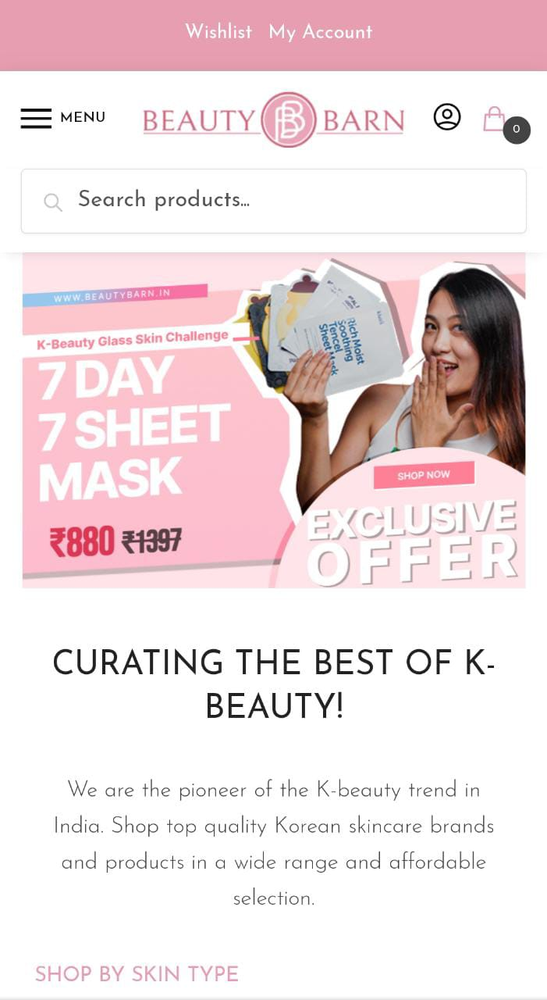 Wishlist My Account
MENU
BEAUTY B BARN
0
Search products...
WWW.BEAUTYBARN.IN
K-Beauty Glass Skin Challenge
7 DAY
7 SHEET
MASK
₹880 ₹1397
Rich Moist
Soothing
Tencel
Sheet Mask
SHOP NOW
EXCLUSIVE
OFFER
CURATING THE BEST OF K-
BEAUTY!
We are the pioneer of the K-beauty trend in
India. Shop top quality Korean skincare brands
and products in a wide range and affordable
selection.
SHOP BY SKIN TYPE